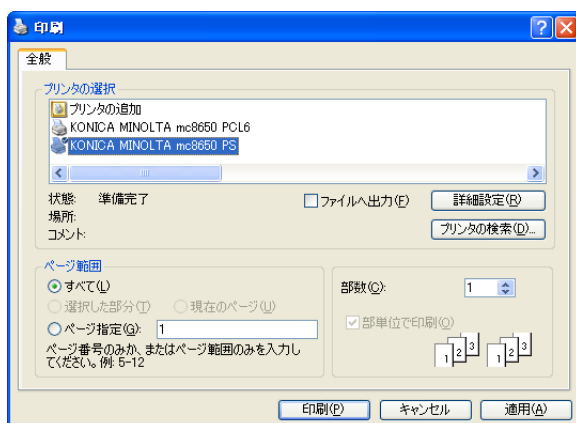 印刷
全般
プリンタの選択
プリンタの追加
KONICA MINOLTA mc8650 PCL6
KONICA MINOLTA mc8650 PS
状態: 準備完了
場所:
コメント:
ファイルへ出力(F)
詳細設定(R)
プリンタの検索(D)...
ページ範囲
すべて(L)
選択した部分(T) 現在のページ(U)
ページ指定(G): 1
ページ番号のみか、またはページ範囲のみを入力し
てください。例: 5-12
部数(C): 1
部単位で印刷(O)
1 2 3 1 2 3
印刷(P) キャンセル 適用(A)